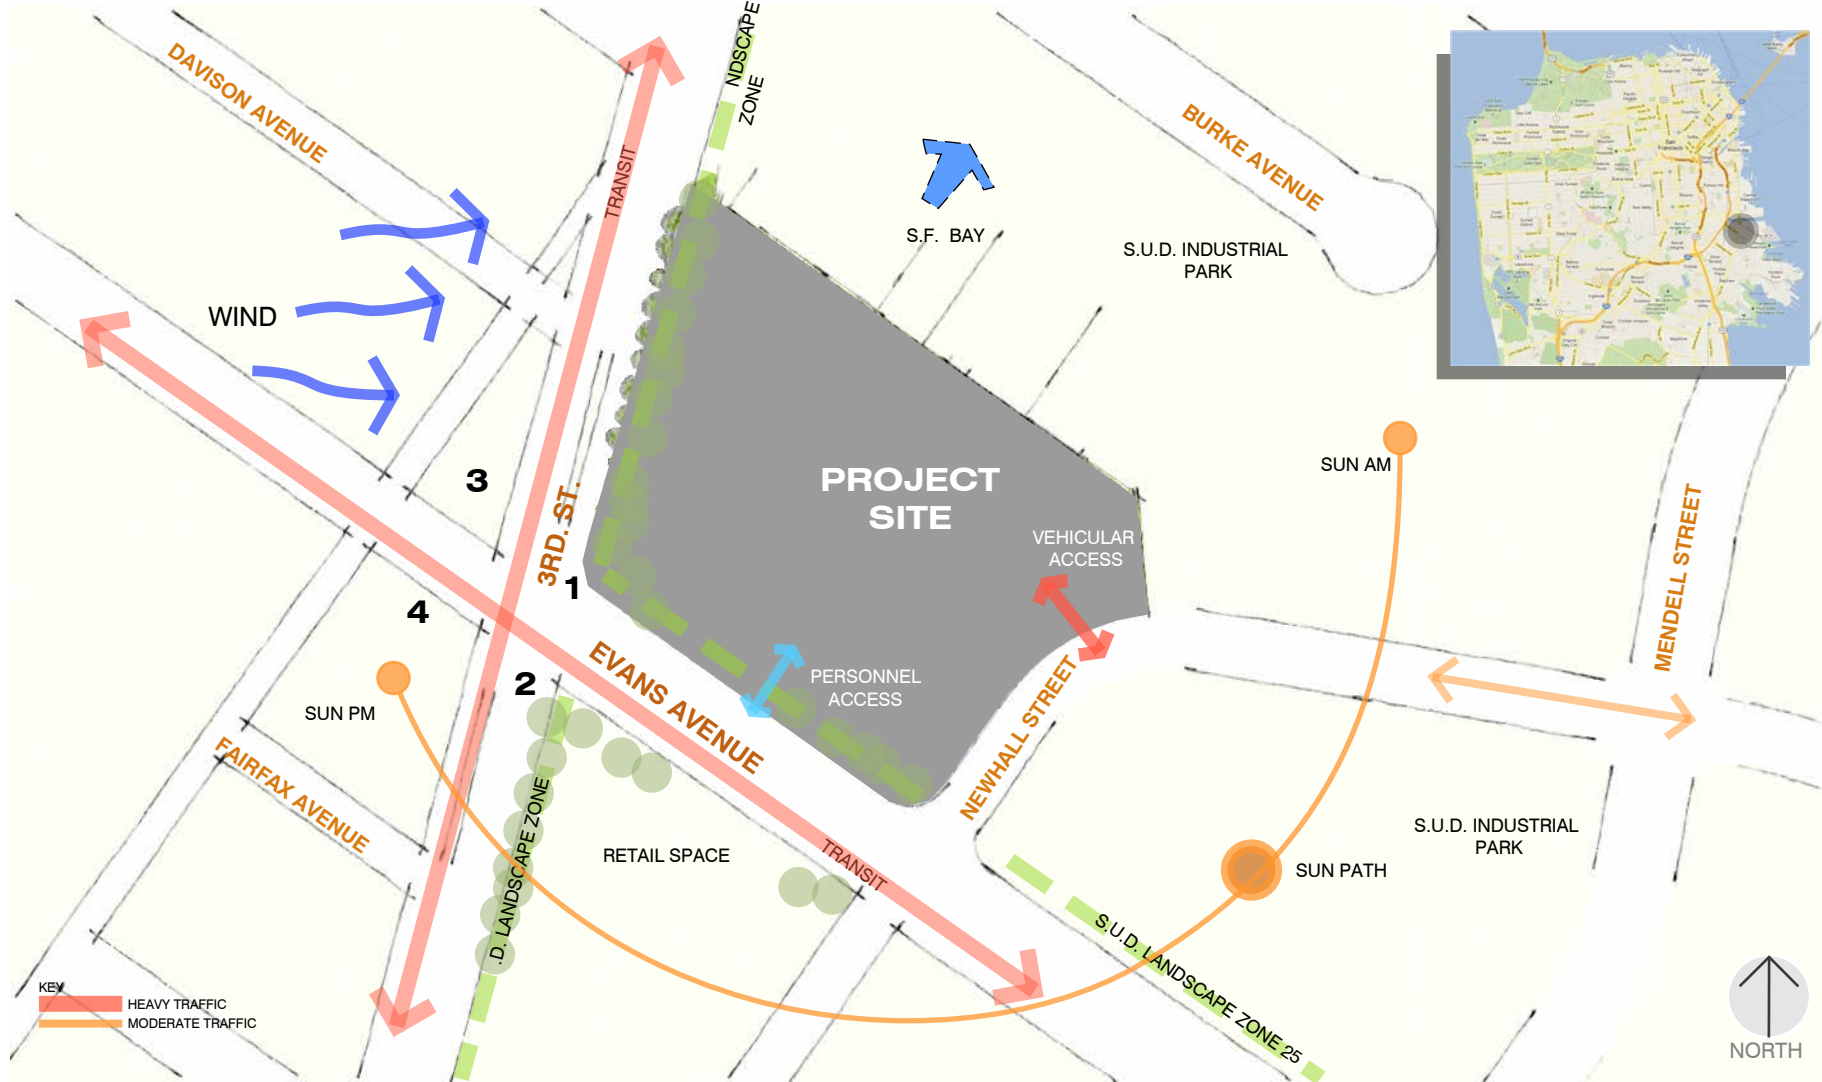 NDSCAPE
ZONE
DAVISON AVENUE
BURKE AVENUE
TRANSIT
S.F. BAY
S.U.D. INDUSTRIAL
PARK
San Francisco
WIND
3
PROJECT
SITE
SUN AM
3RD. ST.
VEHICULAR
ACCESS
MENDELL STREET
1
4
2
EVANS AVENUE
PERSONNEL
ACCESS
NEWHALL STREET
SUN PM
FAIRFAX AVENUE
.D. LANDSCAPE ZONE
RETAIL SPACE
TRANSIT
SUN PATH
S.U.D. INDUSTRIAL
PARK
S.U.D. LANDSCAPE ZONE 25
KEY
HEAVY TRAFFIC
MODERATE TRAFFIC
NORTH